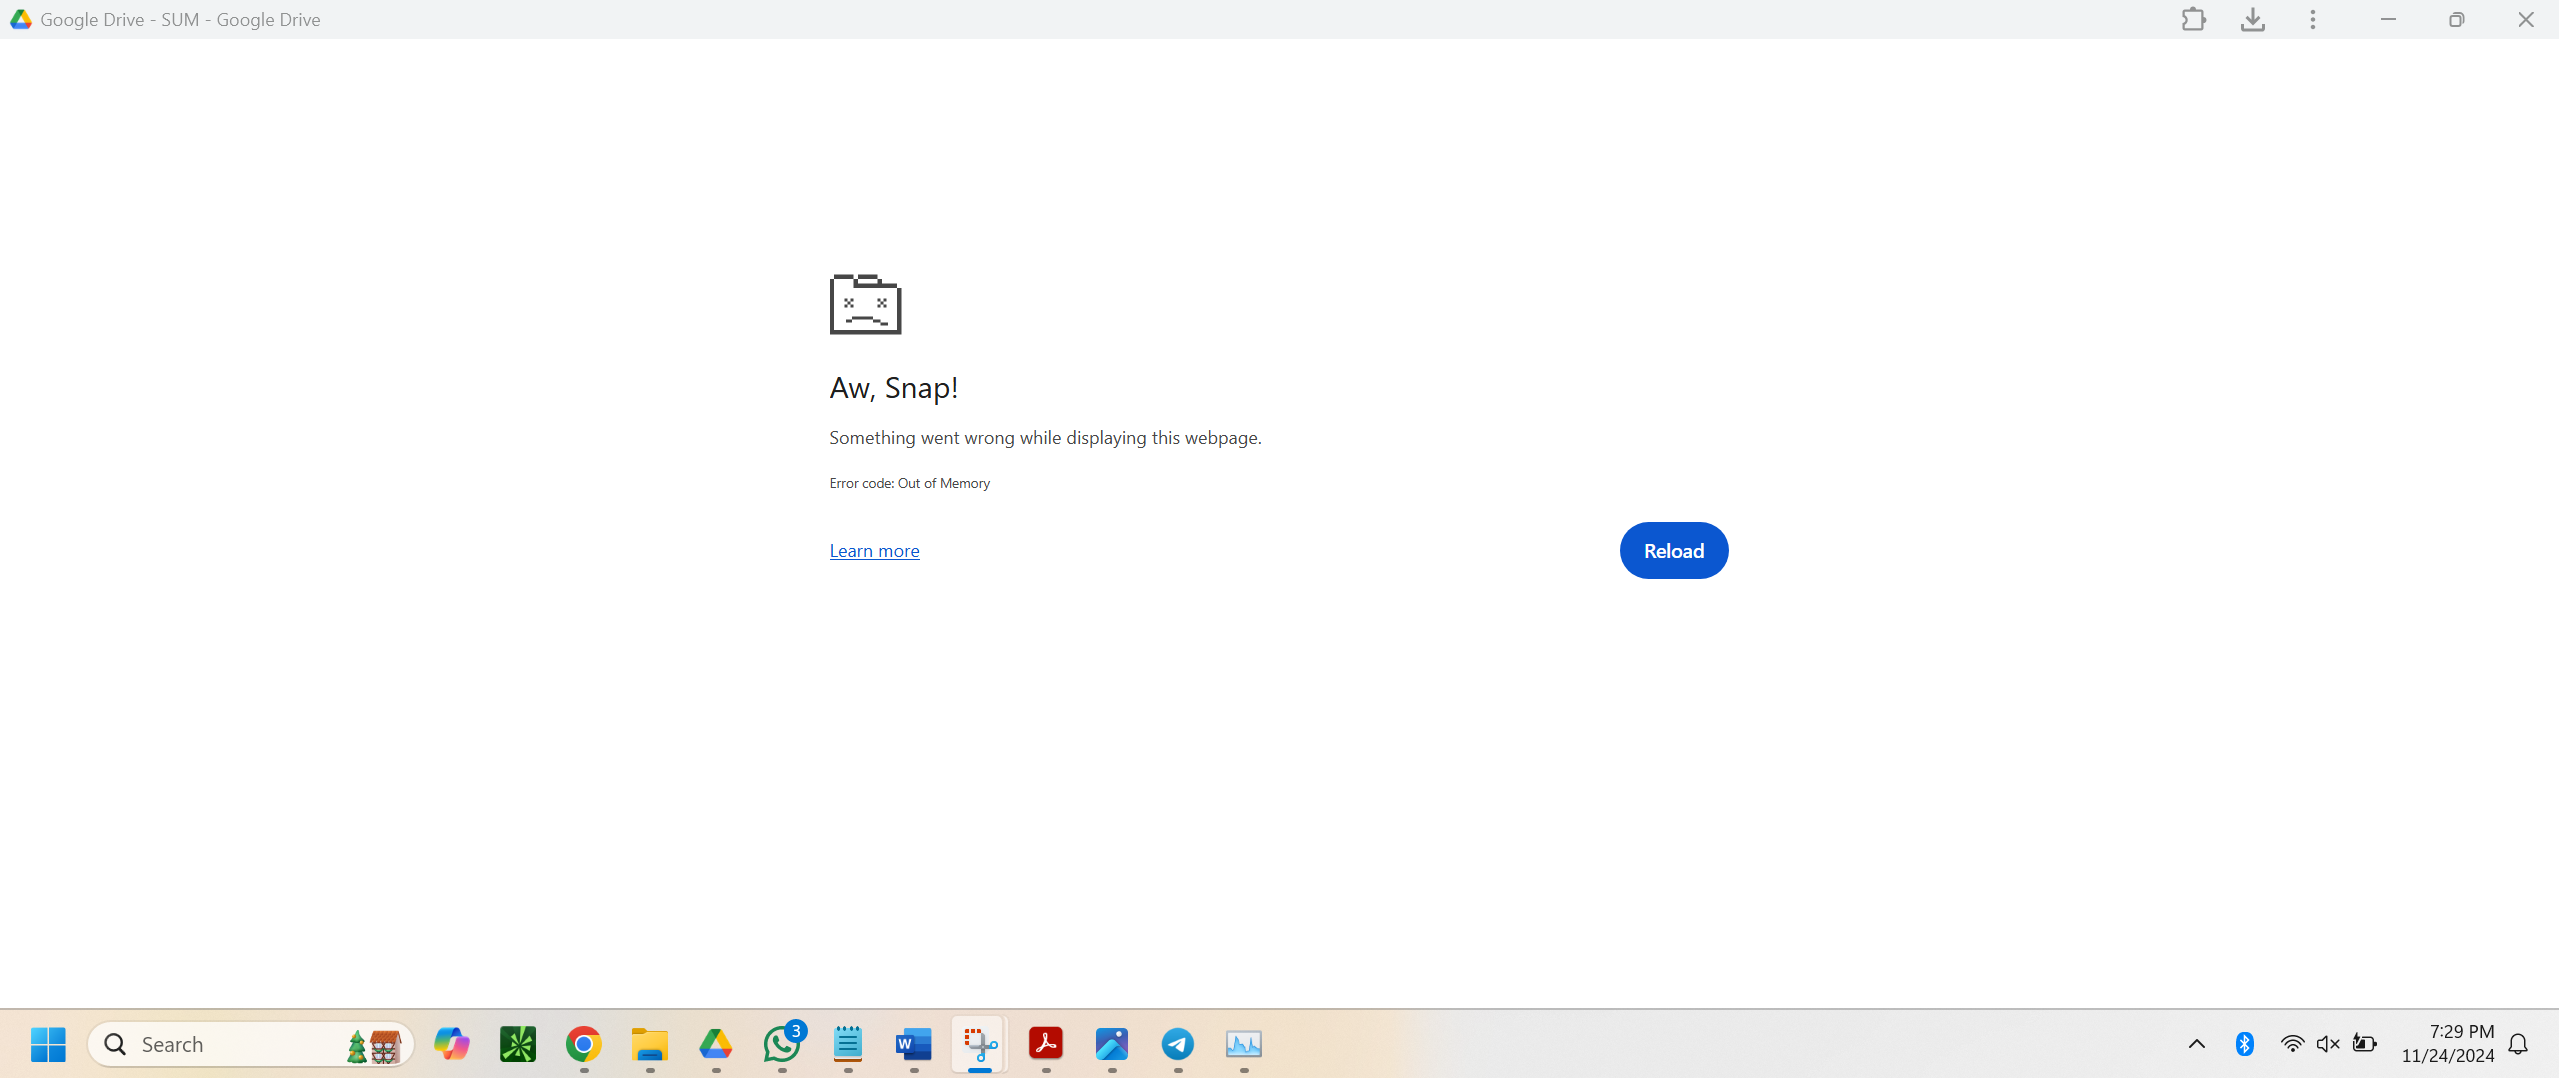 Google Drive - SUM - Google Drive
Aw, Snap!
Something went wrong while displaying this webpage.
Error code: Out of Memory
Learn more
Reload
Search
3
W
7:29 PM
11/24/2024